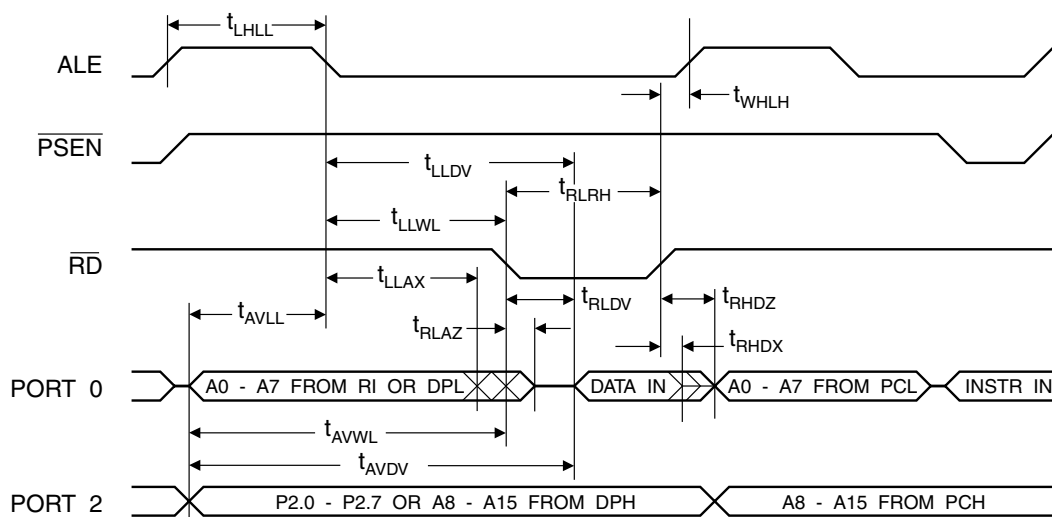 tLHLL
ALE
tWHLH
PSEN
tLLDV
tRLRH
tLLWL
RD
tLLAX
tRLDV
tRHDZ
tAVLL
tRLAZ
tRHDX
PORT 0
A0 - A7 FROM RI OR DPL
DATA IN
A0 - A7 FROM PCL
INSTR IN
tAVWL
tAVDV
PORT 2
P2.0 - P2.7 OR A8 - A15 FROM DPH
A8 - A15 FROM PCH